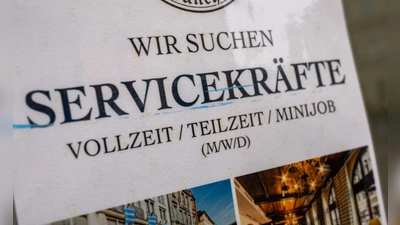 WIR SUCHEN
SERVICEKRÄFTE
VOLLZEIT / TEILZEIT / MINIJOB
(M/W/D)